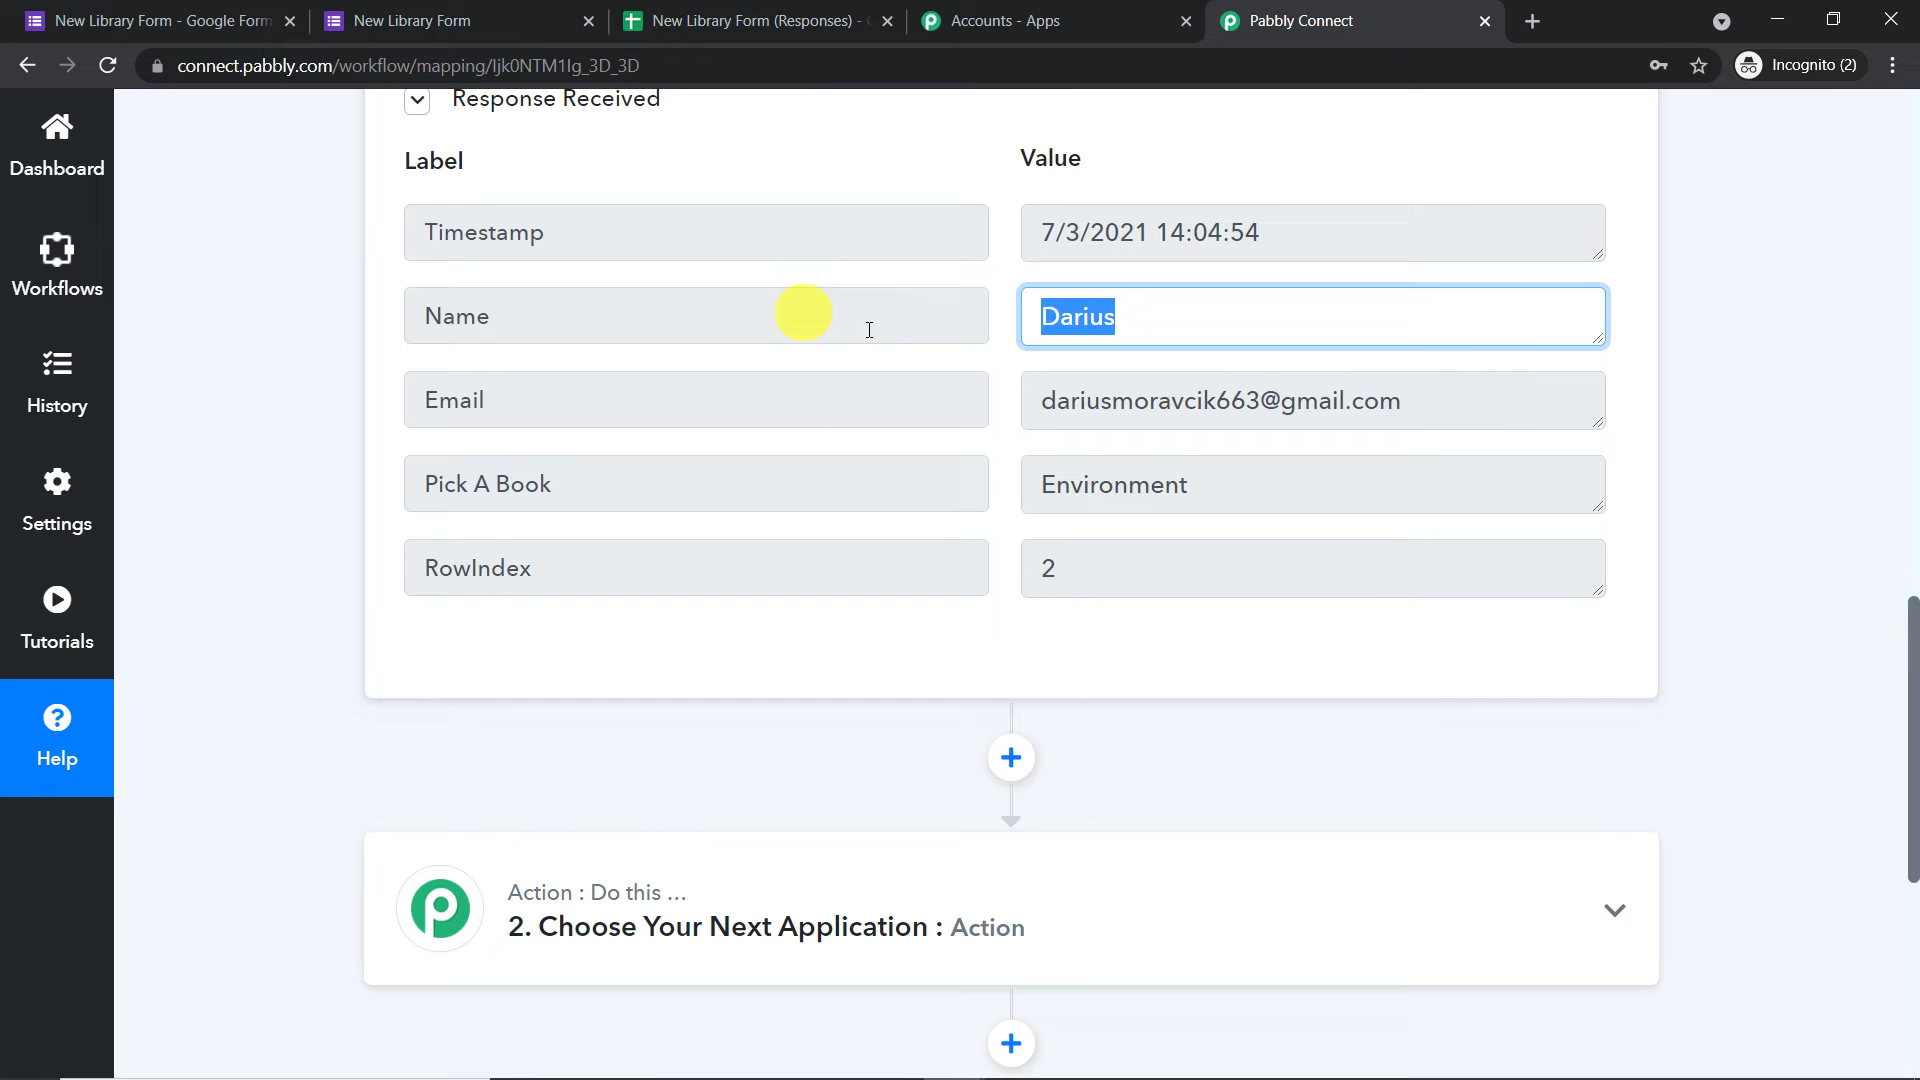 New Library Form - Google Form
New Library Form
New Library Form (Responses) -
Accounts - Apps
Pabbly Connect
connect.pabbly.com/workflow/mapping/Ijk0NTM1Ig_3D_3D
Incognito (2)
Dashboard
Workflows
History
Settings
Tutorials
Help
Response Received
Label
Value
Timestamp
7/3/2021 14:04:54
Name
Darius
Email
dariusmoravcik663@gmail.com
Pick A Book
Environment
RowIndex
2
Action : Do this ...
2. Choose Your Next Application : Action